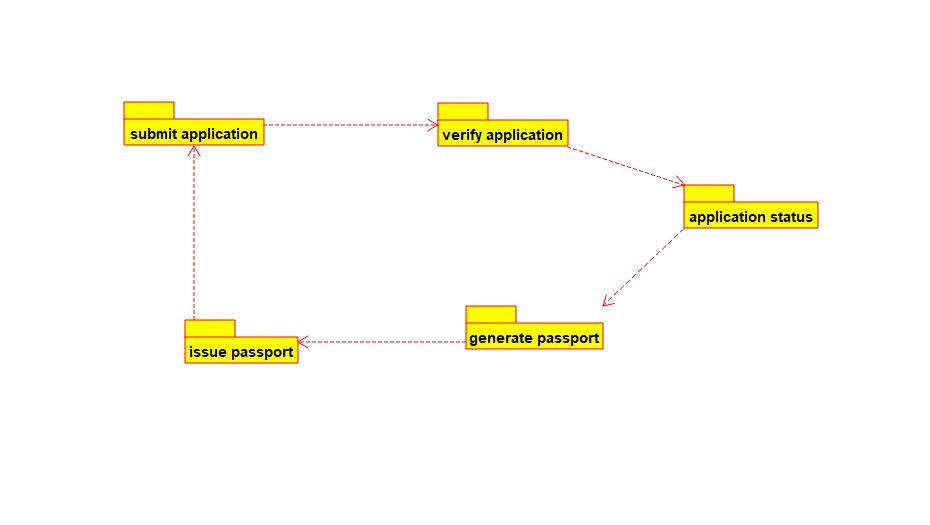 submit application
verify application
application status
generate passport
issue passport